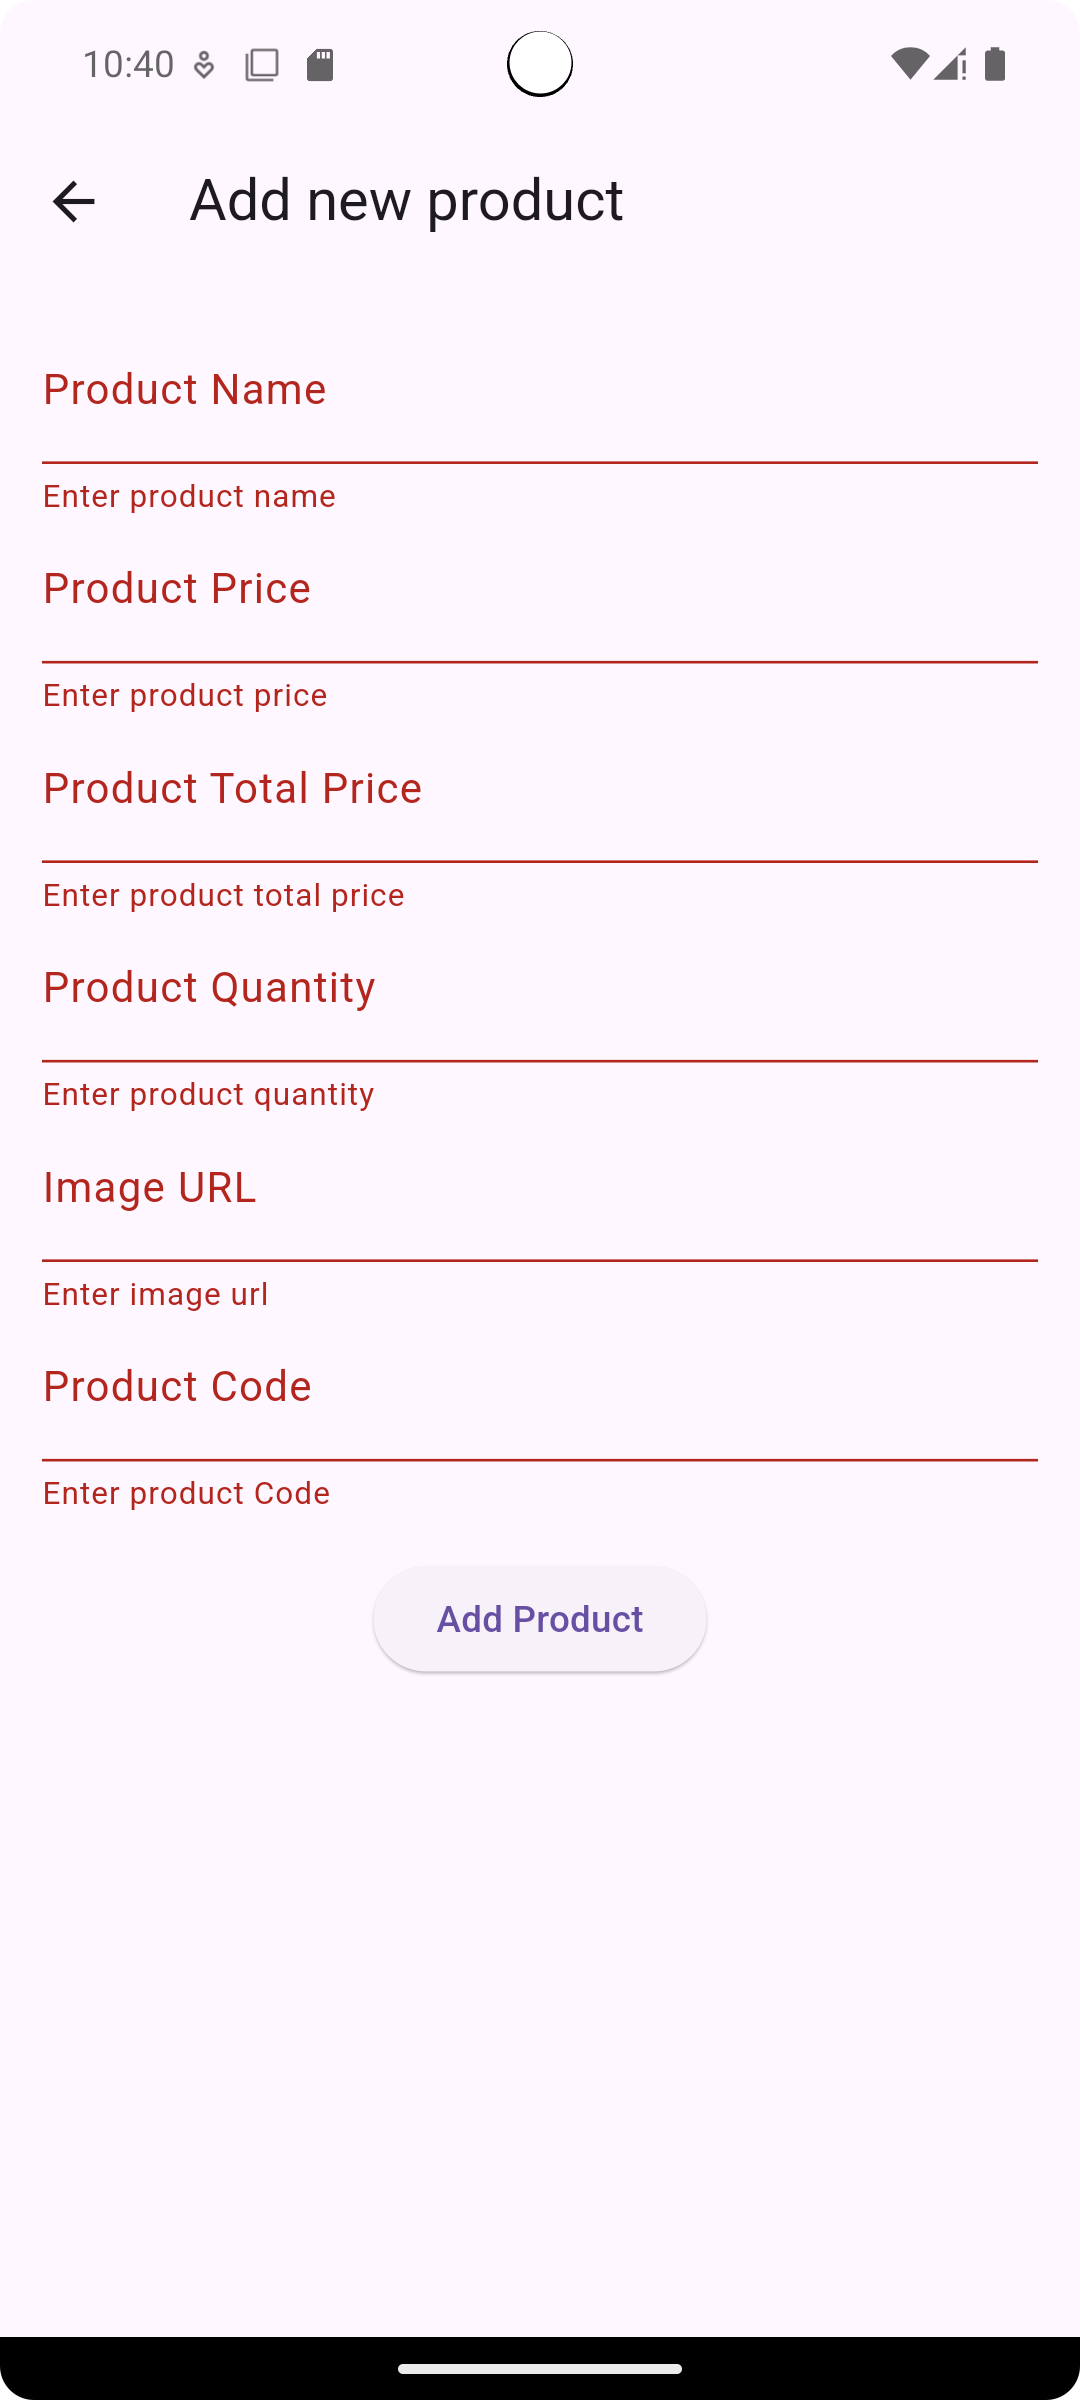 10:40
Add new product
Product Name
Enter product name
Product Price
Enter product price
Product Total Price
Enter product total price
Product Quantity
Enter product quantity
Image URL
Enter image url
Product Code
Enter product Code
Add Product